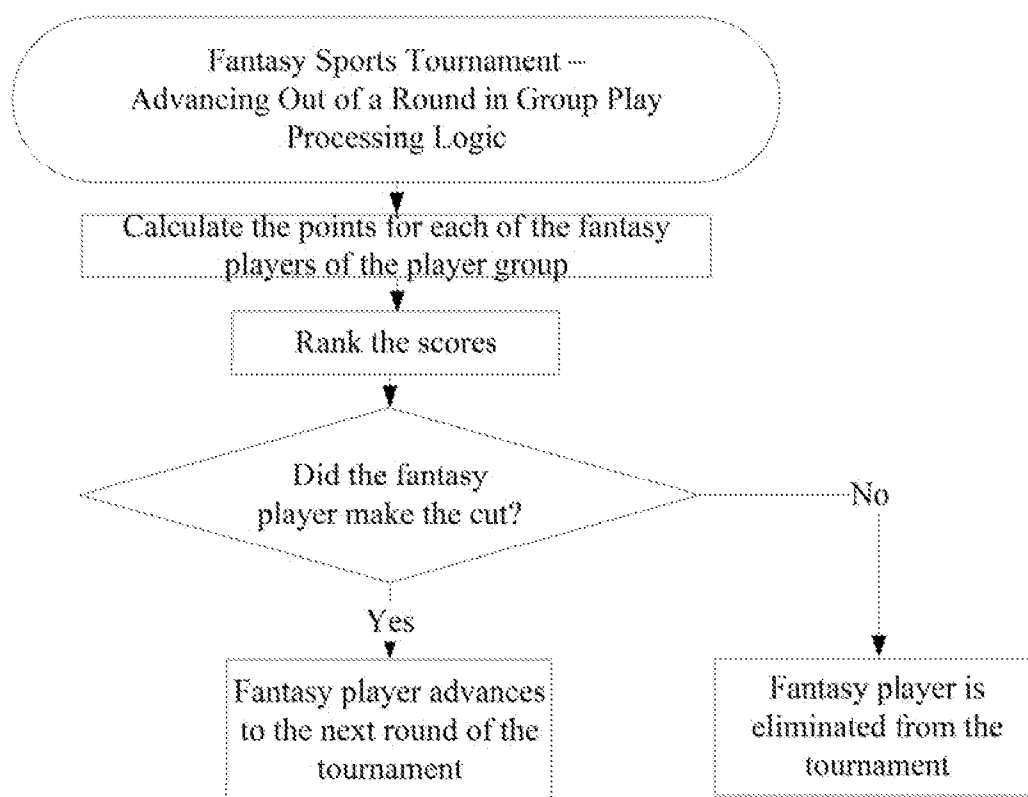 Fantasy Sports Tournament –
Advancing Out of a Round in Group Play
Processing Logic
Calculate the points for each of the fantasy
players of the player group
Rank the scores
Did the fantasy
player make the cut?
No
Yes
Fantasy player advances
to the next round of the
tournament
Fantasy player is
eliminated from the
tournament